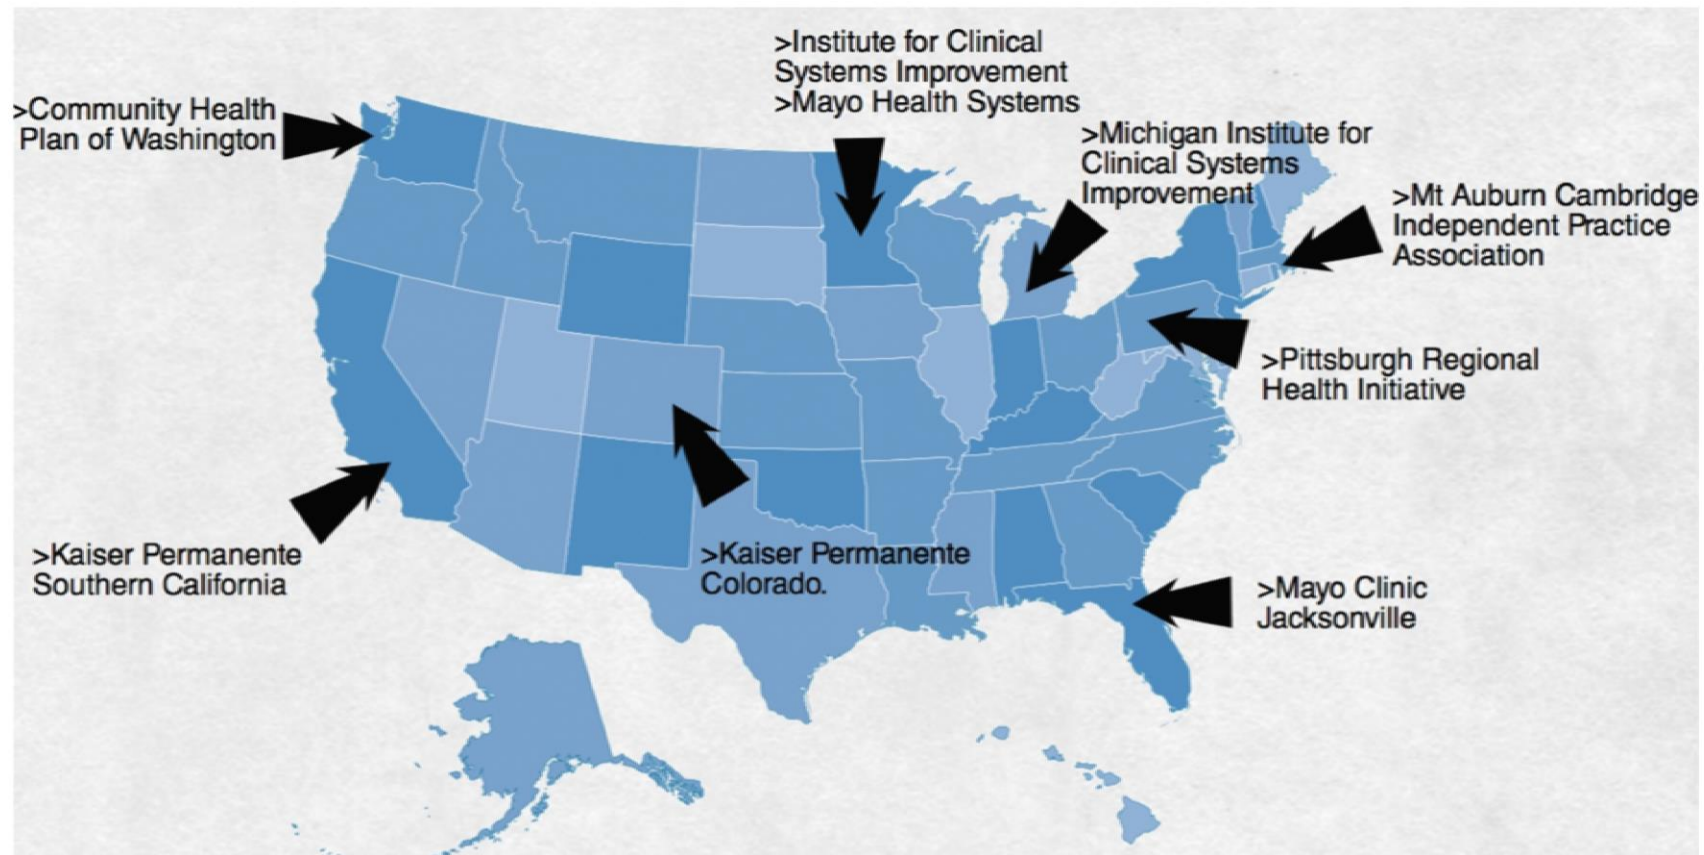 >Institute for Clinical
Systems Improvement
>Mayo Health Systems
>Community Health
Plan of Washington
>Michigan Institute for
Clinical Systems
Improvement
>Mt Auburn Cambridge
Independent Practice
Association
>Pittsburgh Regional
Health Initiative
>Kaiser Permanente
Southern California
>Kaiser Permanente
Colorado.
>Mayo Clinic
Jacksonville